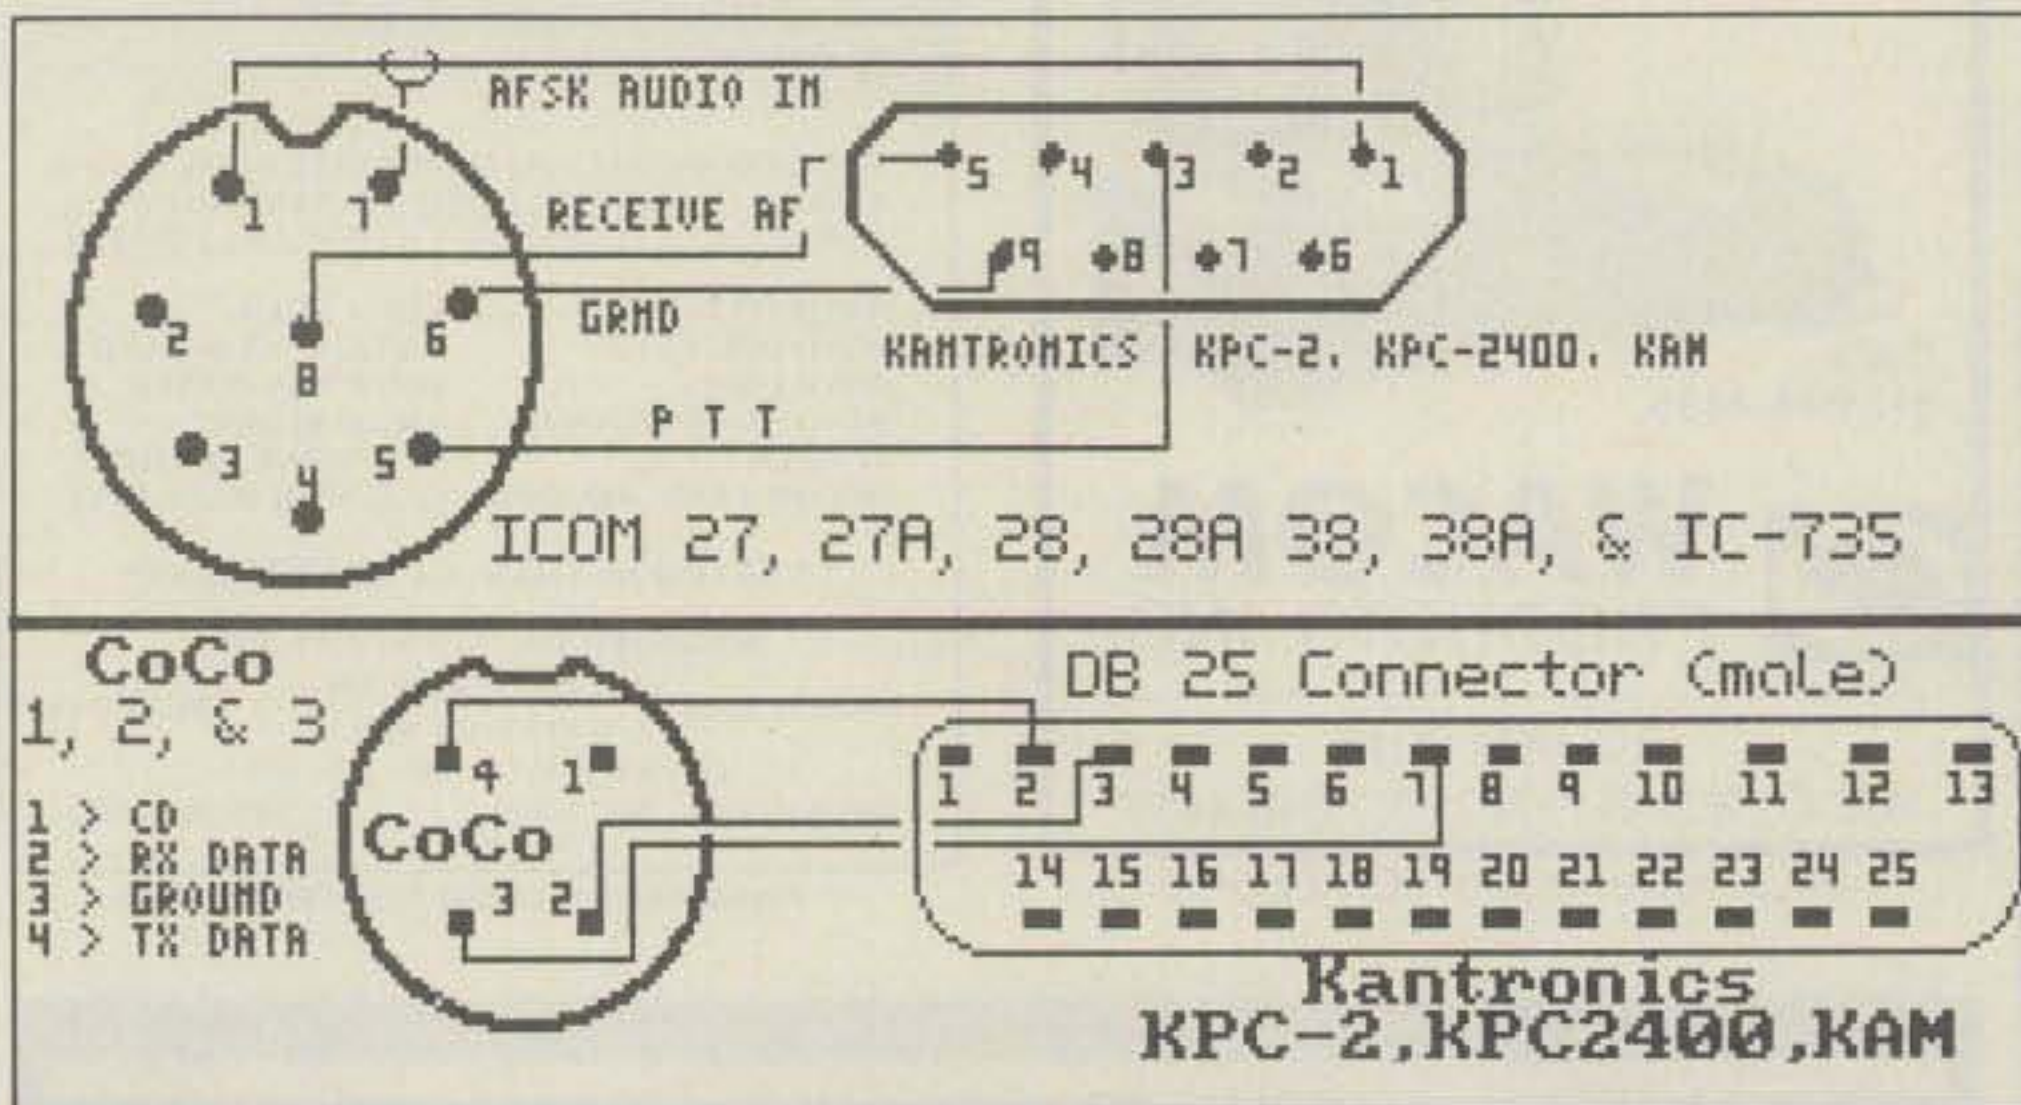 AFSK AUDIO IN
5 4 3 2 1
1 7
RECEIVE AF
9 8 7 6
2 6
GRND
8
KANTRONICS KPC-2, KPC-2400, KAM
P T T
3 4 5
ICOM 27, 27A, 28, 28A 38, 38A, & IC-735
CoCo
1, 2, & 3
DB 25 Connector (male)
4 1
1 2 3 4 5 6 7 8 9 10 11 12 13
1 > CD
2 > RX DATA
3 > GROUND
4 > TX DATA
CoCo
3 2
14 15 16 17 18 19 20 21 22 23 24 25
Kantronics
KPC-2,KPC2400,KAM